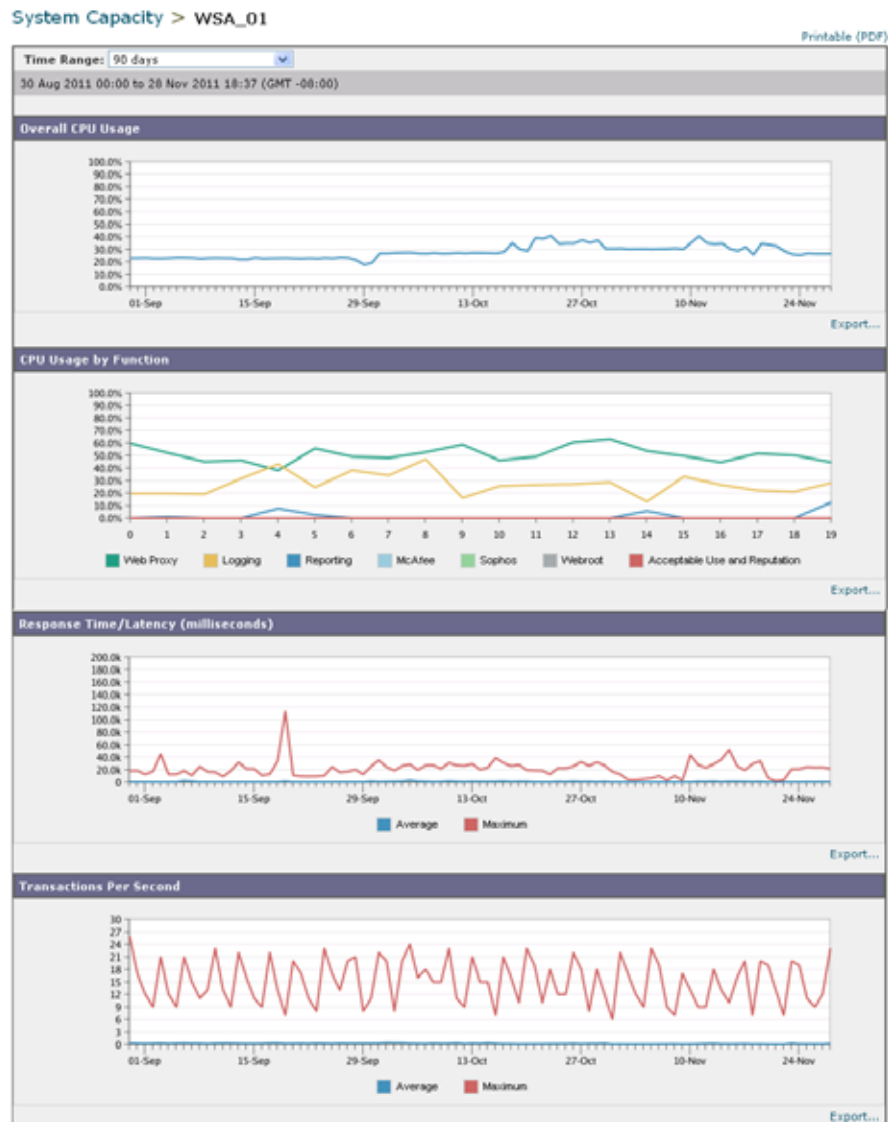 System Capacity > WSA_01
Printable (PDF)
Time Range: 90 days
30 Aug 2011 00:00 to 28 Nov 2011 18:37 (GMT -08:00)
Overall CPU Usage
100.0%
90.0%
80.0%
70.0%
60.0%
50.0%
40.0%
30.0%
20.0%
10.0%
0.0%
01-Sep 15-Sep 29-Sep 13-Oct 27-Oct 10-Nov 24-Nov
Export...
CPU Usage by Function
100.0%
90.0%
80.0%
70.0%
60.0%
50.0%
40.0%
30.0%
20.0%
10.0%
0.0%
0 1 2 3 4 5 6 7 8 9 10 11 12 13 14 15 16 17 18 19
Web Proxy Logging Reporting McAfee Sophos Webroot Acceptable Use and Reputation
Export...
Response Time/Latency (milliseconds)
200.0k
180.0k
160.0k
140.0k
120.0k
100.0k
80.0k
60.0k
40.0k
20.0k
0
01-Sep 15-Sep 29-Sep 13-Oct 27-Oct 10-Nov 24-Nov
Average Maximum
Export...
Transactions Per Second
30
27
24
21
18
15
12
9
6
3
0
01-Sep 15-Sep 29-Sep 13-Oct 27-Oct 10-Nov 24-Nov
Average Maximum
Export...